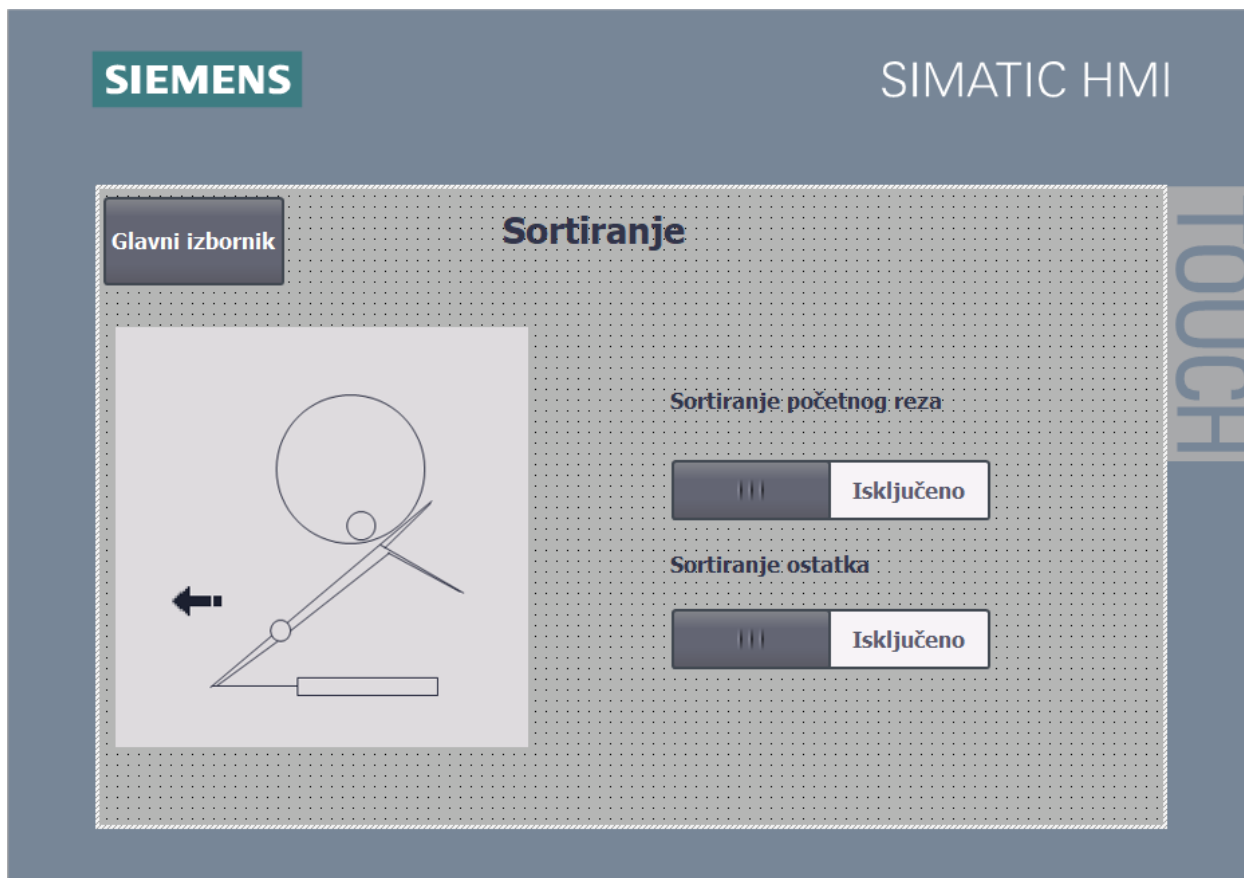 SIEMENS
SIMATIC HMI
TOUCH
Glavni izbornik
Sortiranje
Sortiranje početnog reza
Isključeno
Sortiranje ostatka
Isključeno